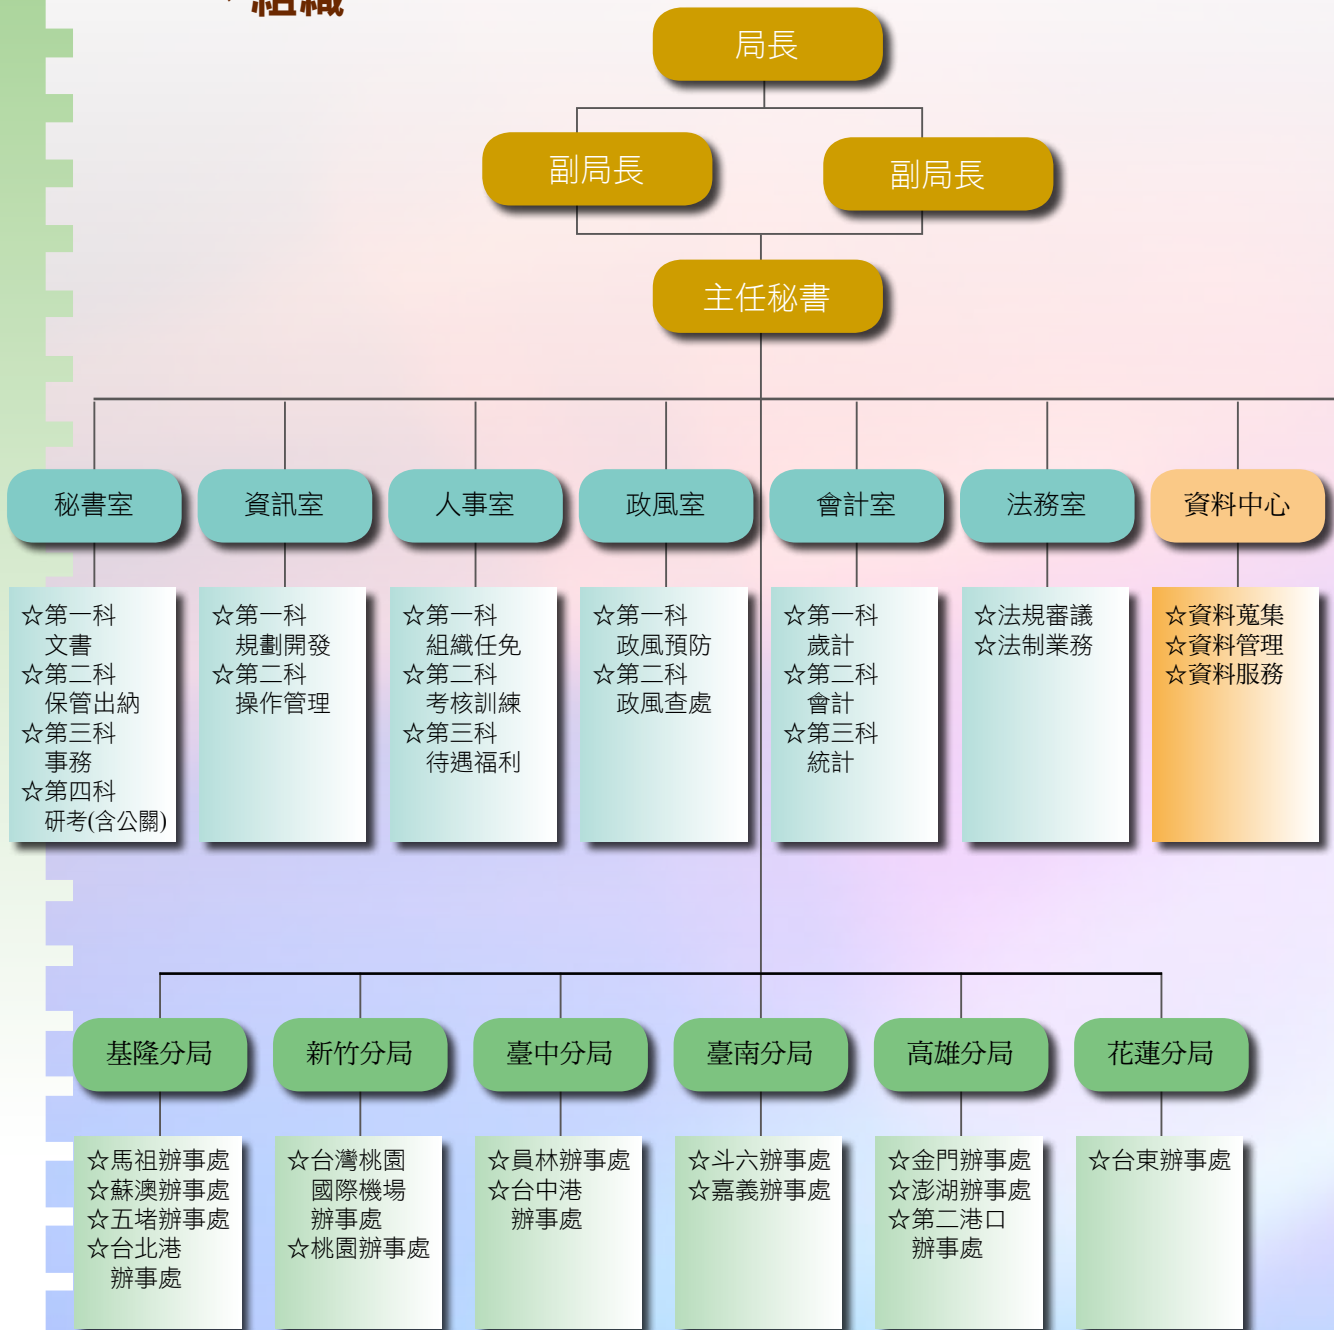 組織
局長
副局長
副局長
主任秘書
秘書室
☆第一科
文書
☆第二科
保管出納
☆第三科
事務
☆第四科
研考(含公關)
資訊室
☆第一科
規劃開發
☆第二科
操作管理
人事室
☆第一科
組織任免
☆第二科
考核訓練
☆第三科
待遇福利
政風室
☆第一科
政風預防
☆第二科
政風查處
會計室
☆第一科
歲計
☆第二科
會計
☆第三科
統計
法務室
☆法規審議
☆法制業務
資料中心
☆資料蒐集
☆資料管理
☆資料服務
基隆分局
☆馬祖辦事處
☆蘇澳辦事處
☆五堵辦事處
☆台北港
辦事處
新竹分局
☆台灣桃園
國際機場
辦事處
☆桃園辦事處
臺中分局
☆員林辦事處
☆台中港
辦事處
臺南分局
☆斗六辦事處
☆嘉義辦事處
高雄分局
☆金門辦事處
☆澎湖辦事處
☆第二港口
辦事處
花蓮分局
☆台東辦事處